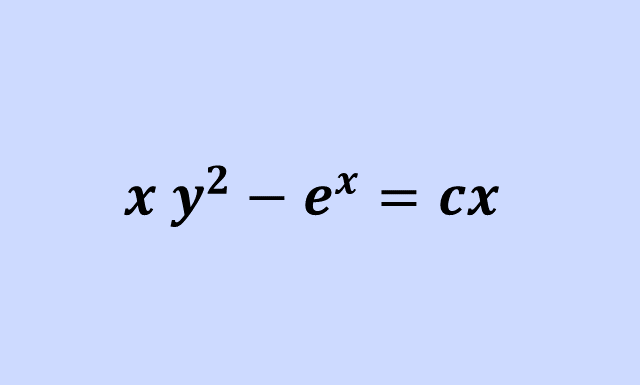 x y² − eˣ = cx